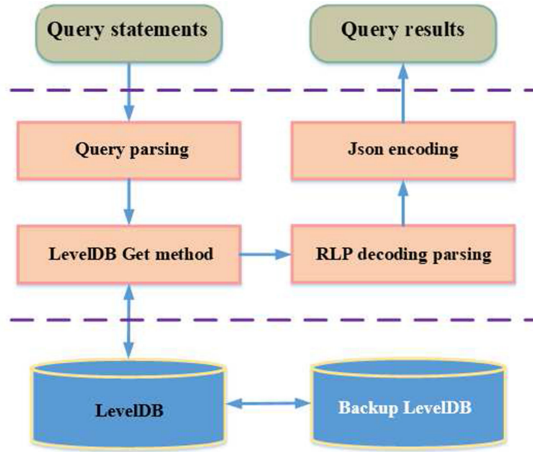 Query statements
Query results
Query parsing
Json encoding
LevelDB Get method
RLP decoding parsing
LevelDB
Backup LevelDB